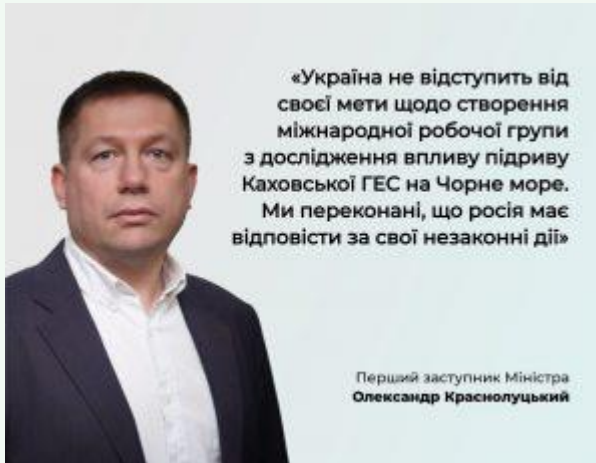 «Україна не відступить від
своєї мети щодо створення
міжнародної робочої групи
з дослідження впливу підриву
Каховської ГЕС на Чорне море.
Ми переконані, що росія має
відповісти за свої незаконні дії»
Перший заступник Міністра
Олександр Краснолуцький